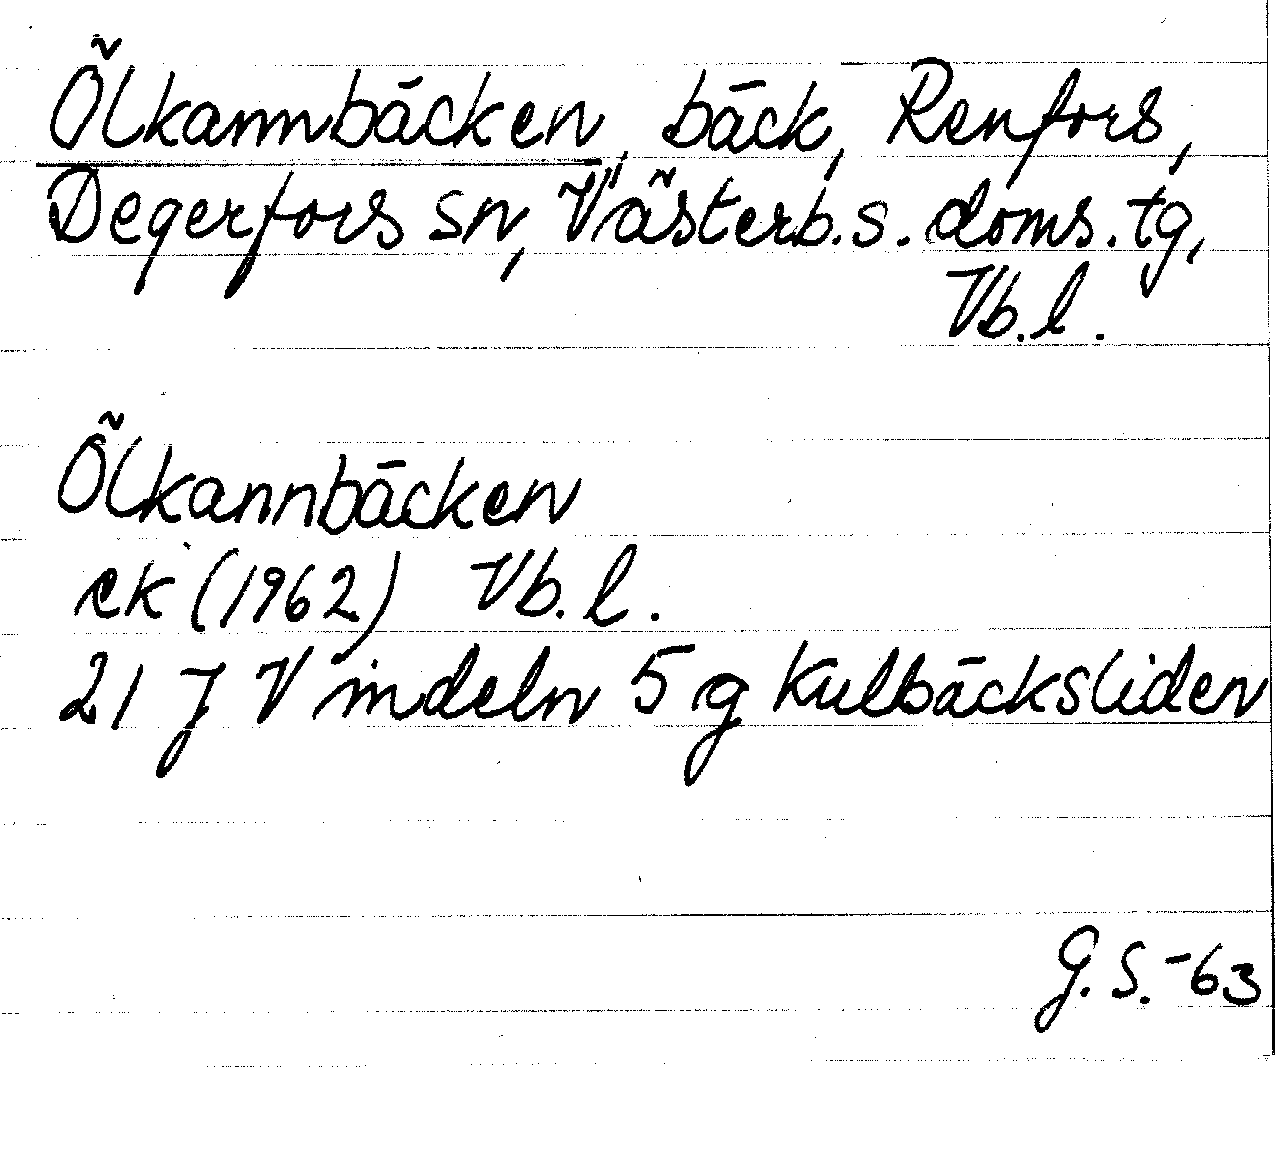 Ölkannbäcken, bäck, Renfors,
Degerfors sn, Västerb. s. doms. tg,
Vb. l.
Ölkannbäcken
ek (1962) Vb. l.
21 J Vindeln 5 g Kulbäcksliden
G. S. -63